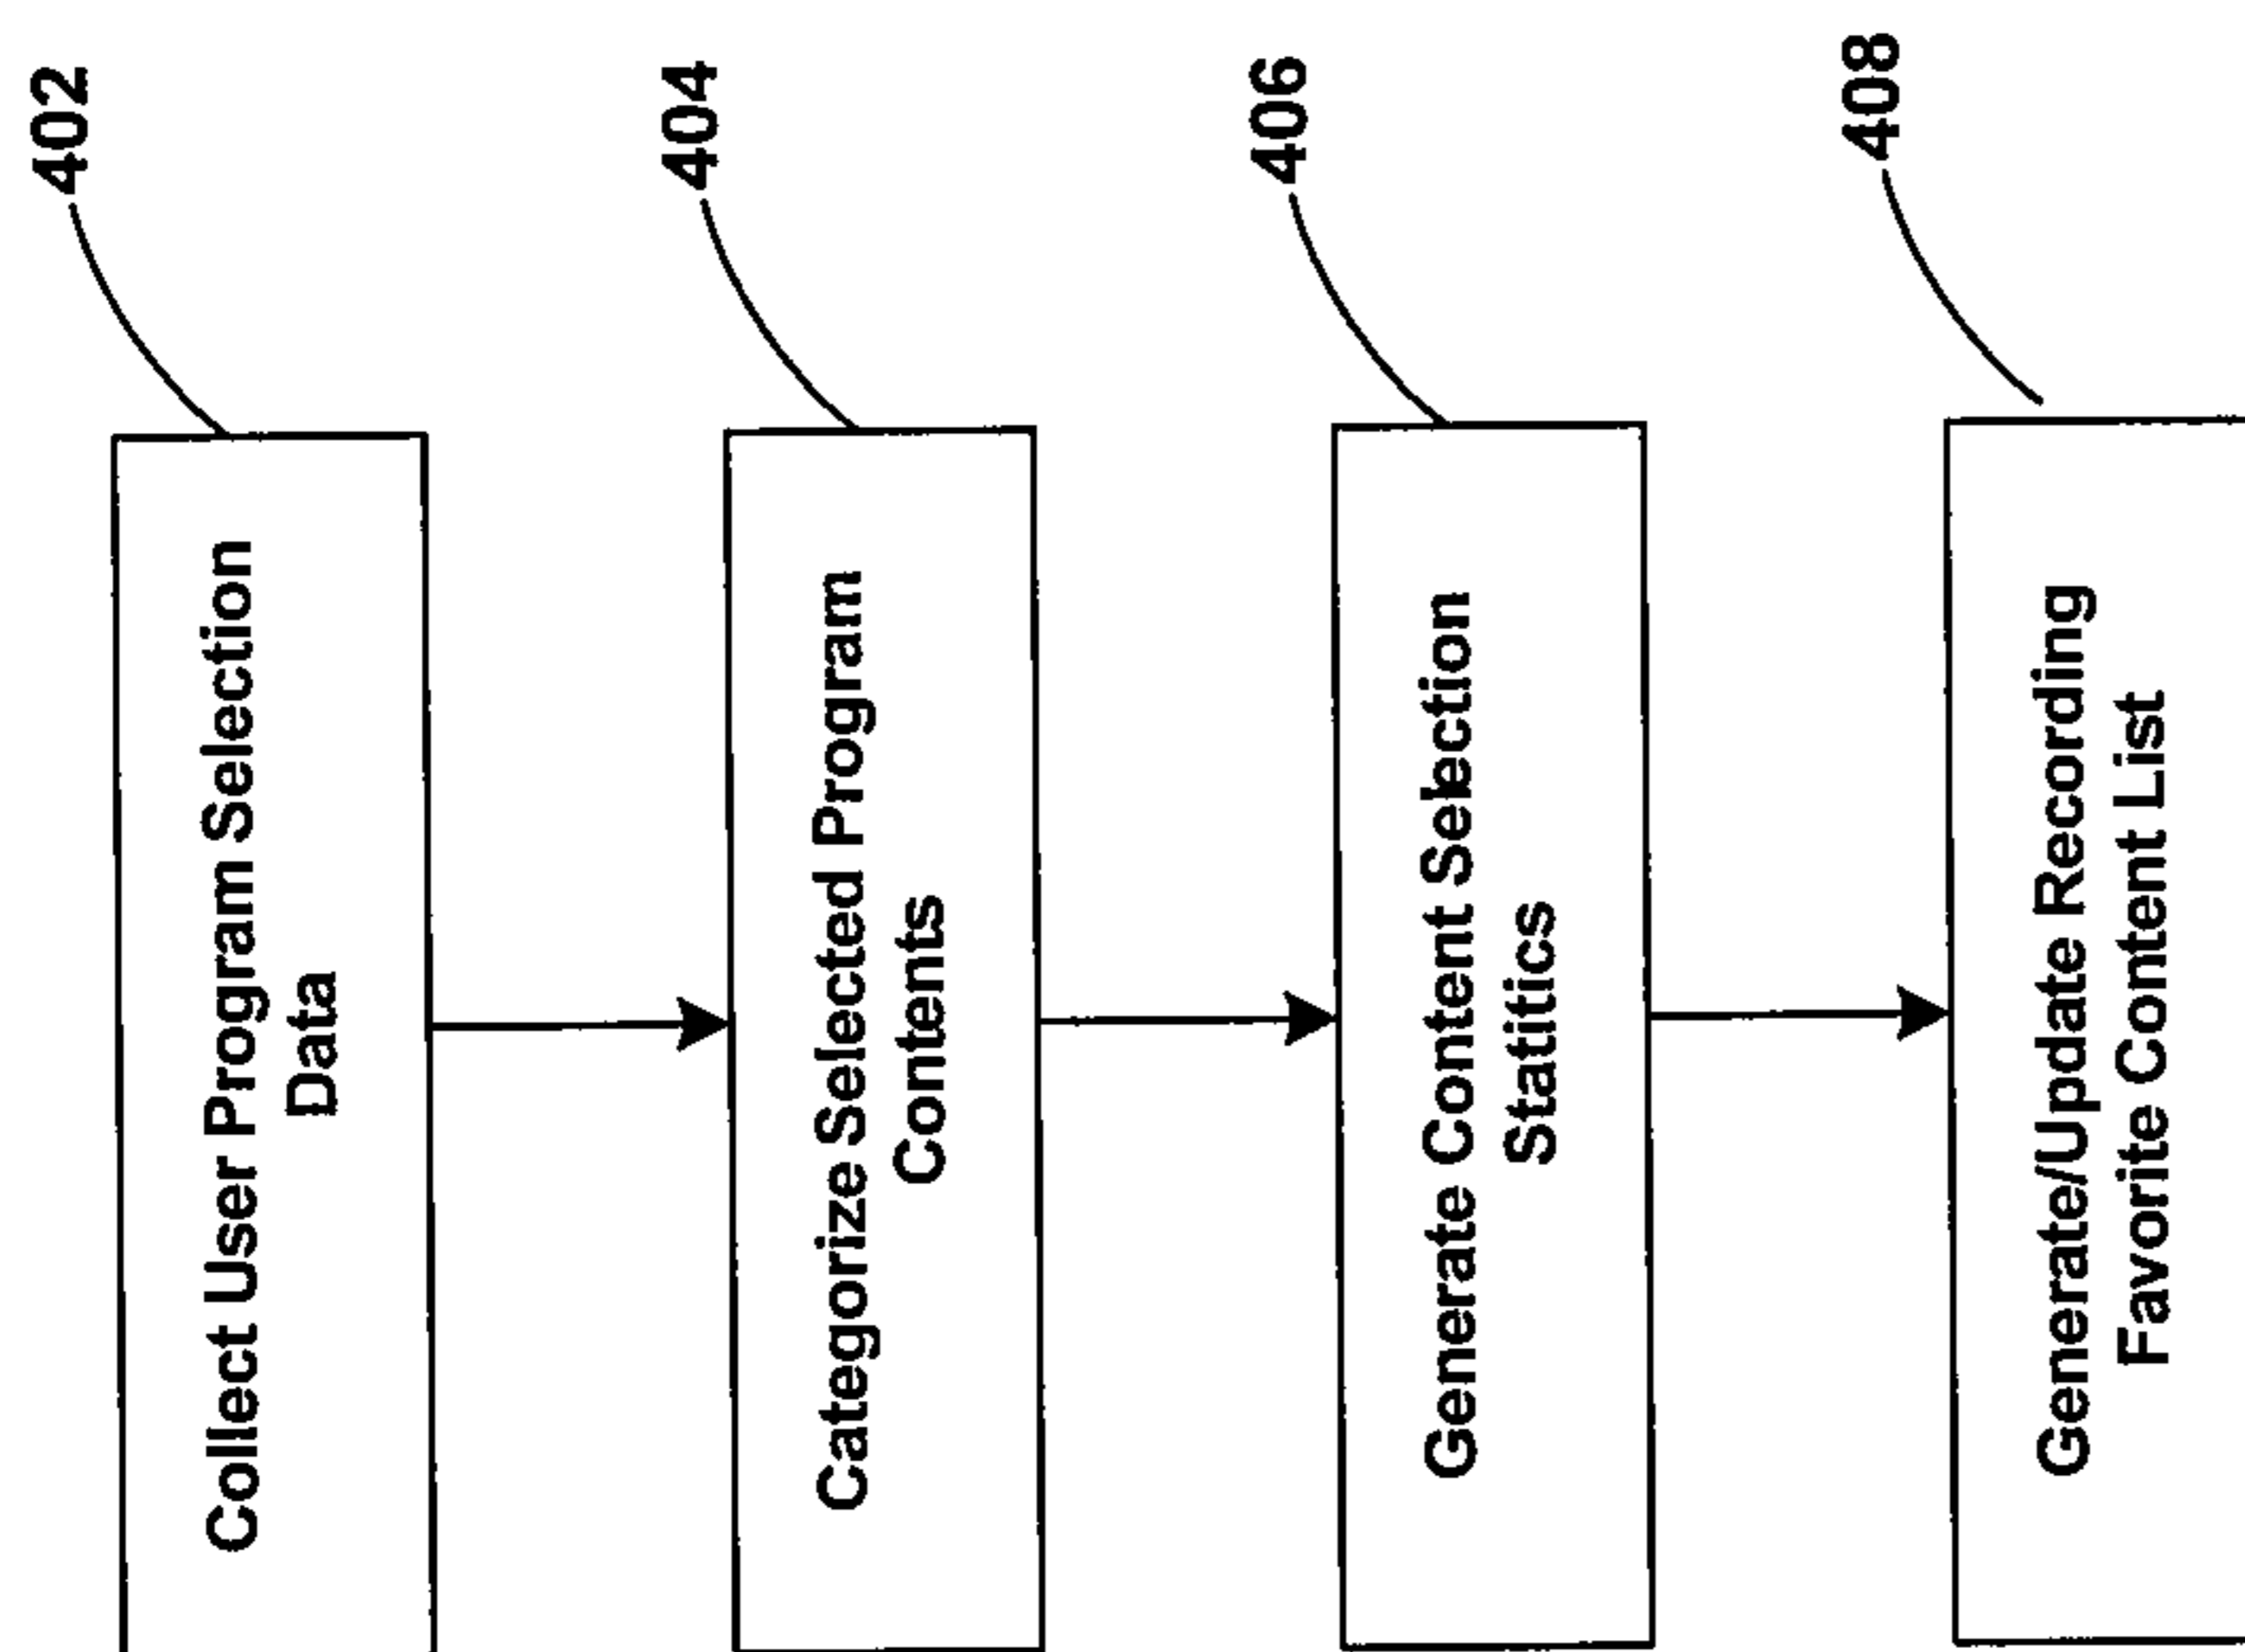 402
Collect User Program Selection
Data
404
Categorize Selected Program
Contents
406
Generate Content Selection
Statitics
408
Generate/Update Recording
Favorite Content List